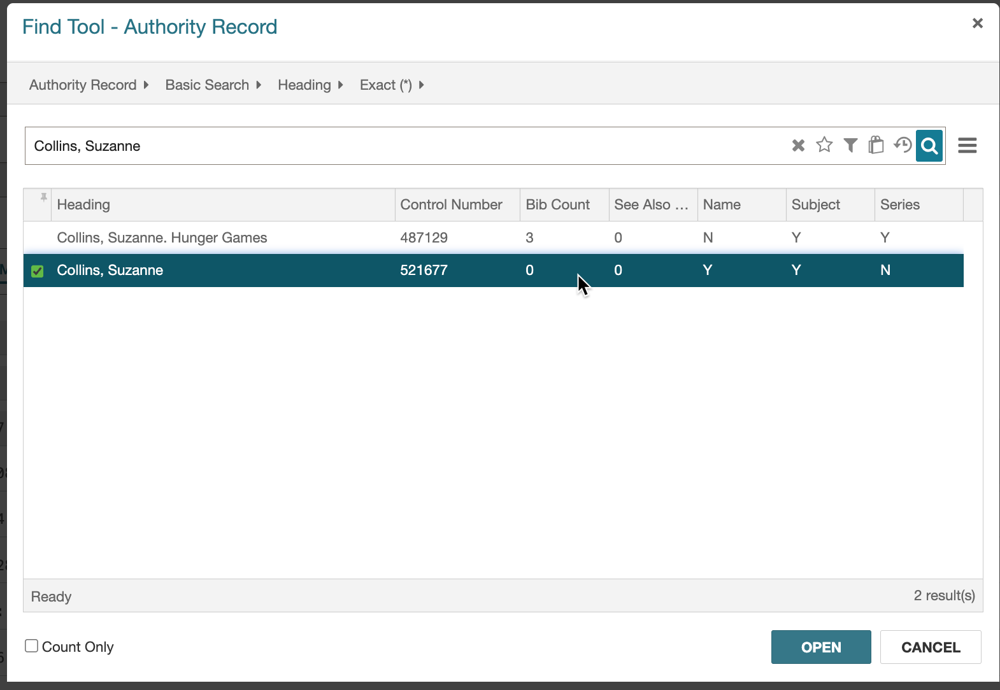 Find Tool - Authority Record
Authority Record Basic Search Heading Exact (*)
Collins, Suzanne
Heading Control Number Bib Count See Also ... Name Subject Series
Collins, Suzanne. Hunger Games 487129 3 0 N Y Y
Collins, Suzanne 521677 0 0 Y Y N
Ready 2 result(s)
Count Only OPEN CANCEL